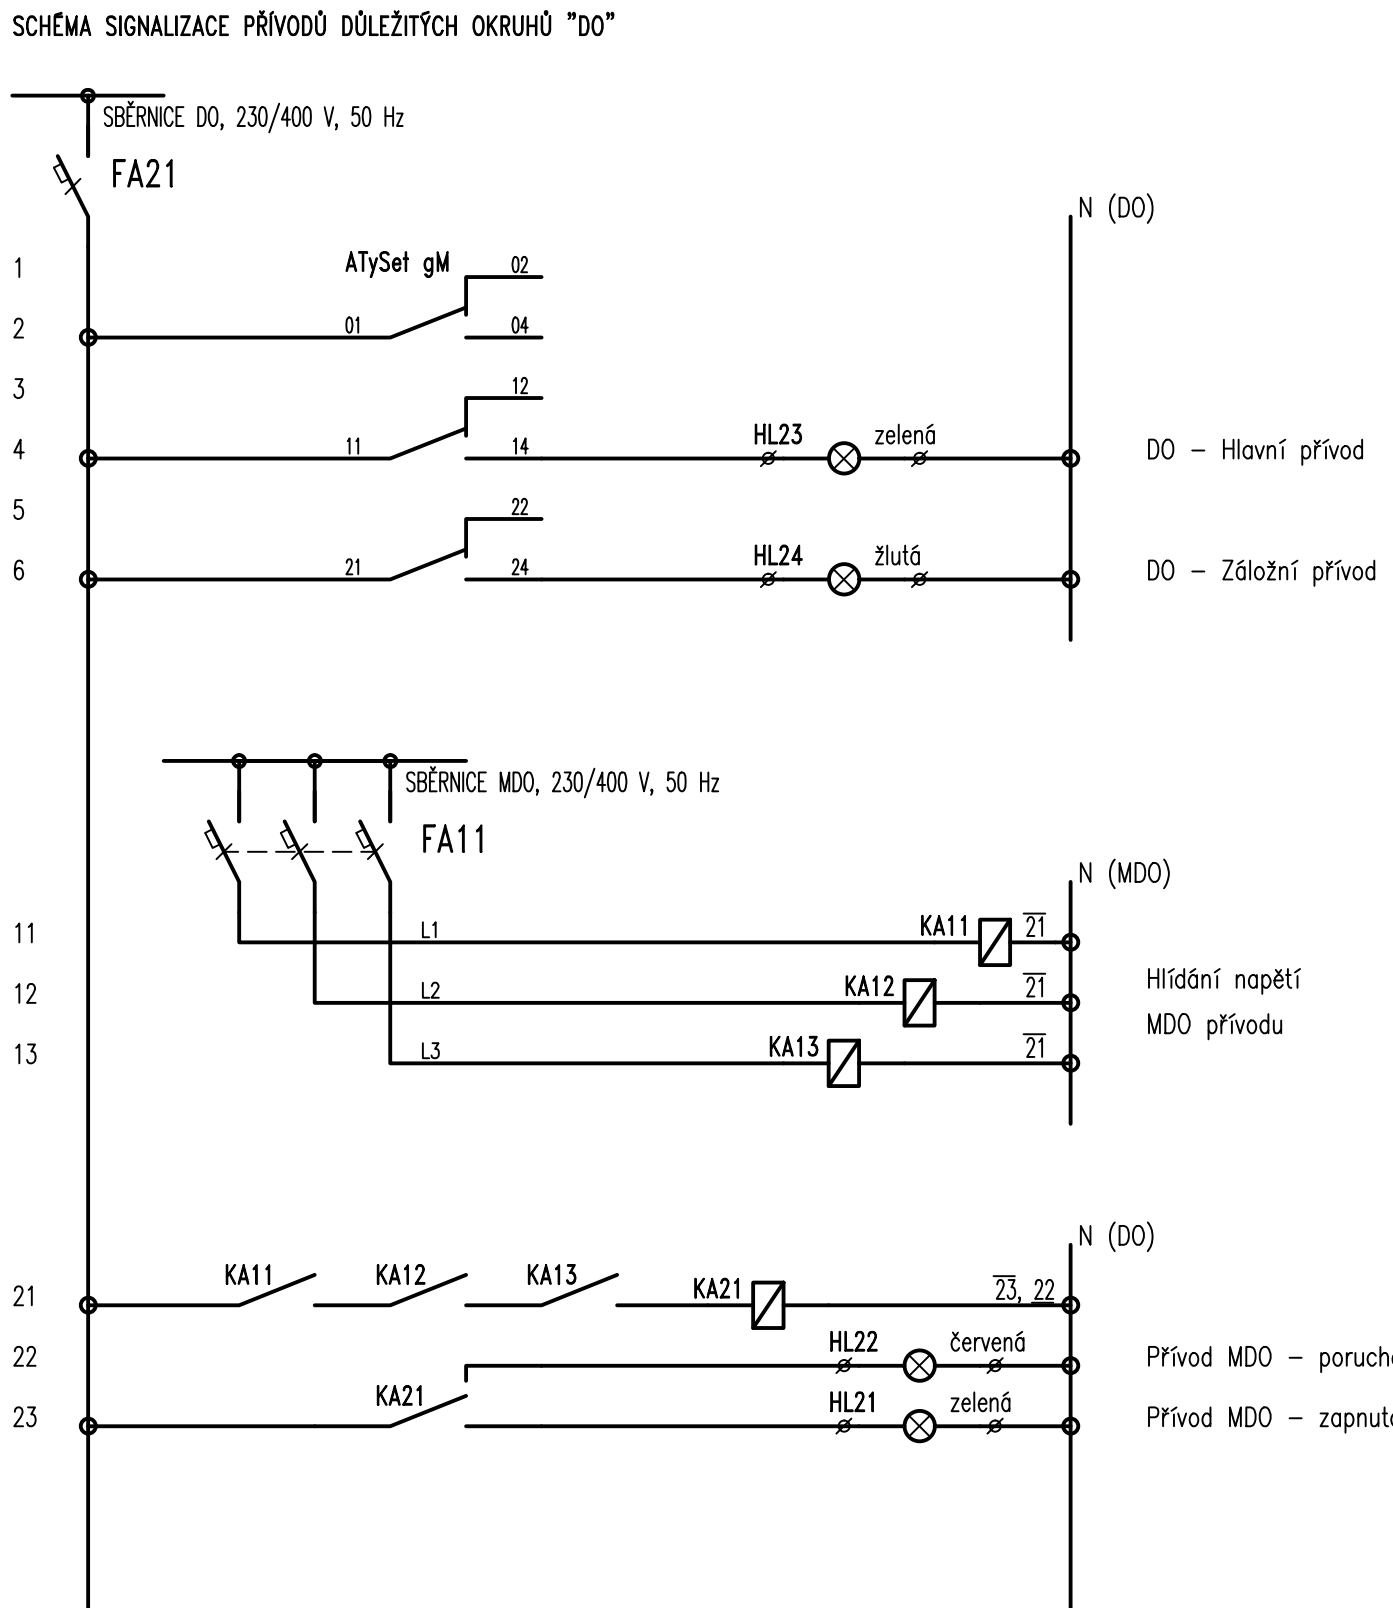 SCHÉMA SIGNALIZACE PŘÍVODŮ DŮLEŽITÝCH OKRUHŮ ”DO”
SBĚRNICE DO, 230/400 V, 50 Hz
FA21
N (DO)
1 ATySet gM 02
2 01 04
3 12
4 11 14 HL23 zelená DO – Hlavní přívod
5 22
6 21 24 HL24 žlutá DO – Záložní přívod
SBĚRNICE MDO, 230/400 V, 50 Hz
FA11
N (MDO)
11 L1 KA11 21
12 L2 KA12 21
13 L3 KA13 21
Hlídání napětí
MDO přívodu
N (DO)
21 KA11 KA12 KA13 KA21 23, 22
22 HL22 červená Přívod MDO –
23 KA21 HL21 zelená Přívod MDO –